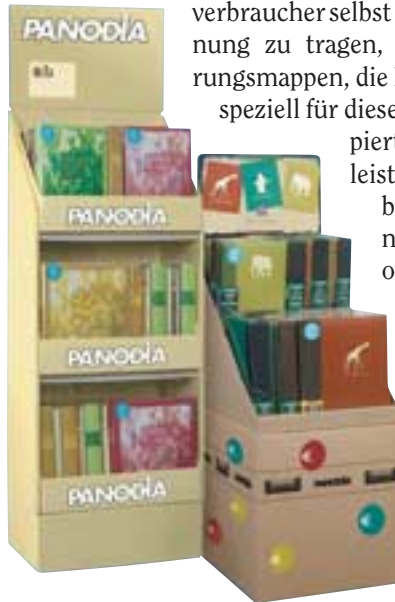 verbraucher selbst
nung zu tragen,
rungsmappen, die
speziell für diese
piert
leist
b
n
o
PANODIA
PANODIA
PANODIA
PANODIA